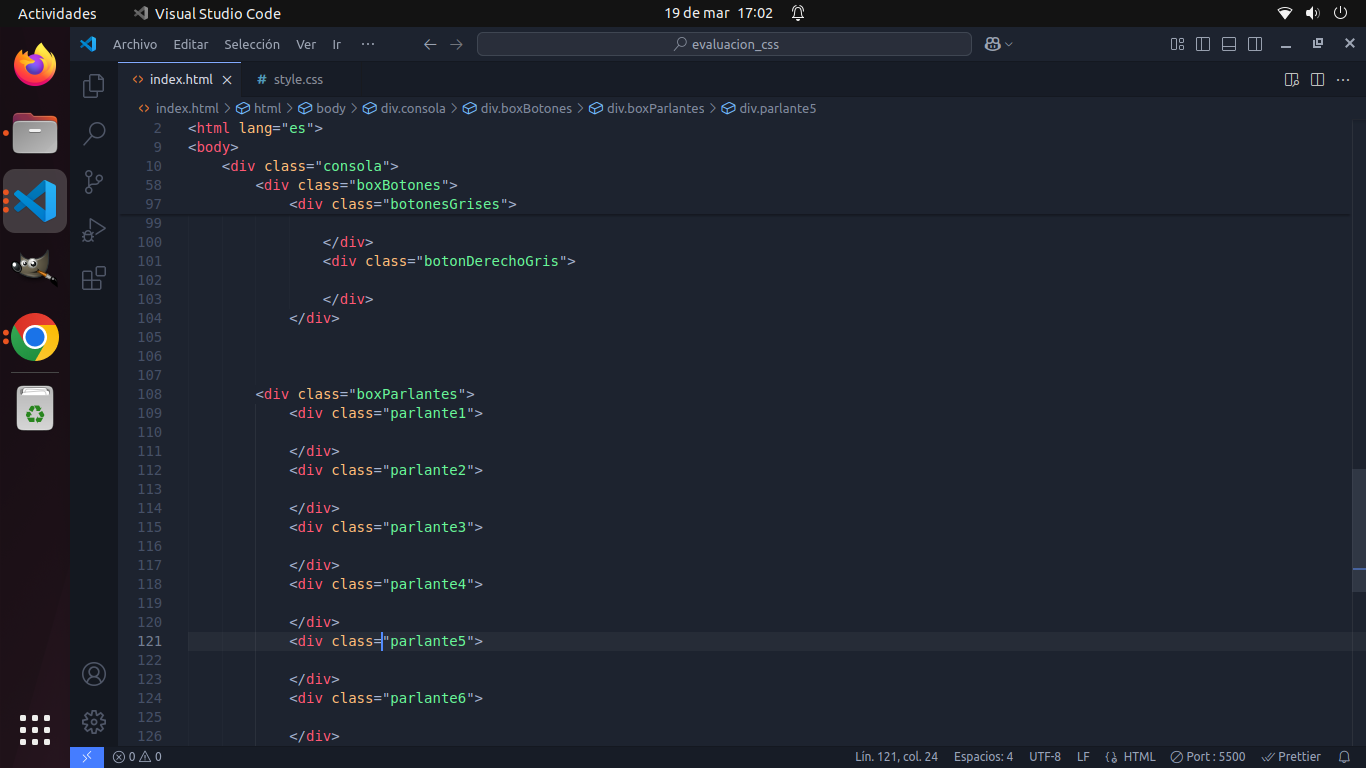 Actividades Visual Studio Code 19 de mar 17:02
Archivo Editar Selección Ver Ir ··· evaluacion_css
index.html # style.css
index.html > html > body > div.consola > div.boxBotones > div.boxParlantes > div.parlante5
2 <html lang="es">
9 <body>
10 <div class="consola">
58 <div class="boxBotones">
97 <div class="botonesGrises">
99
100 </div>
101 <div class="botonDerechoGris">
102
103 </div>
104 </div>
105
106
107
108 <div class="boxParlantes">
109 <div class="parlante1">
110
111 </div>
112 <div class="parlante2">
113
114 </div>
115 <div class="parlante3">
116
117 </div>
118 <div class="parlante4">
119
120 </div>
121 <div class="parlante5">
122
123 </div>
124 <div class="parlante6">
125
126 </div>
0 0 Lín. 121, col. 24 Espacios: 4 UTF-8 LF HTML Port : 5500 Prettier